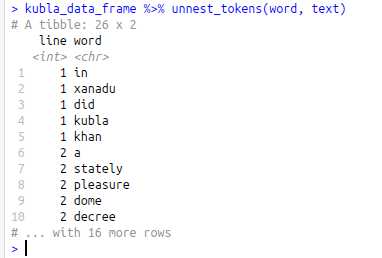 > kubla_data_frame %>% unnest_tokens(word, text)
# A tibble: 26 x 2
line word
<int> <chr>
1 1 in
2 1 xanadu
3 1 did
4 1 kubla
5 1 khan
6 2 a
7 2 stately
8 2 pleasure
9 2 dome
10 2 decree
# ... with 16 more rows
>